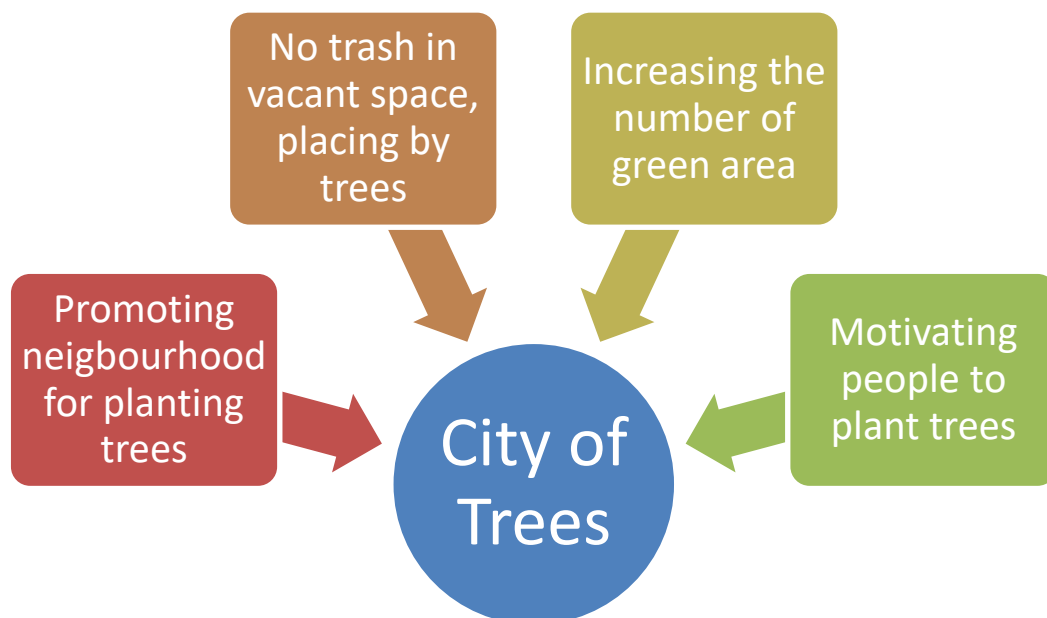 No trash in
vacant space,
placing by
trees
Increasing the
number of
green area
Promoting
neigbourhood
for planting
trees
Motivating
people to
plant trees
City of
Trees